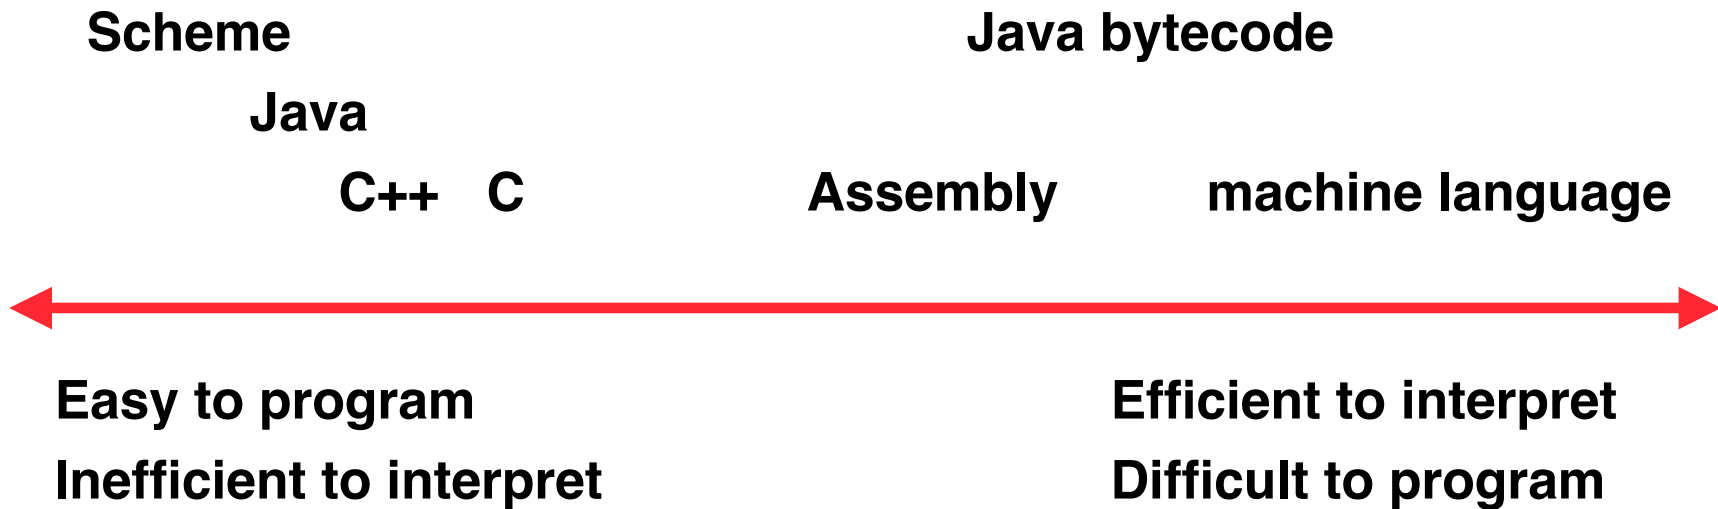 Scheme Java bytecode
Java
C++ C Assembly machine language
Easy to program Efficient to interpret
Inefficient to interpret Difficult to program